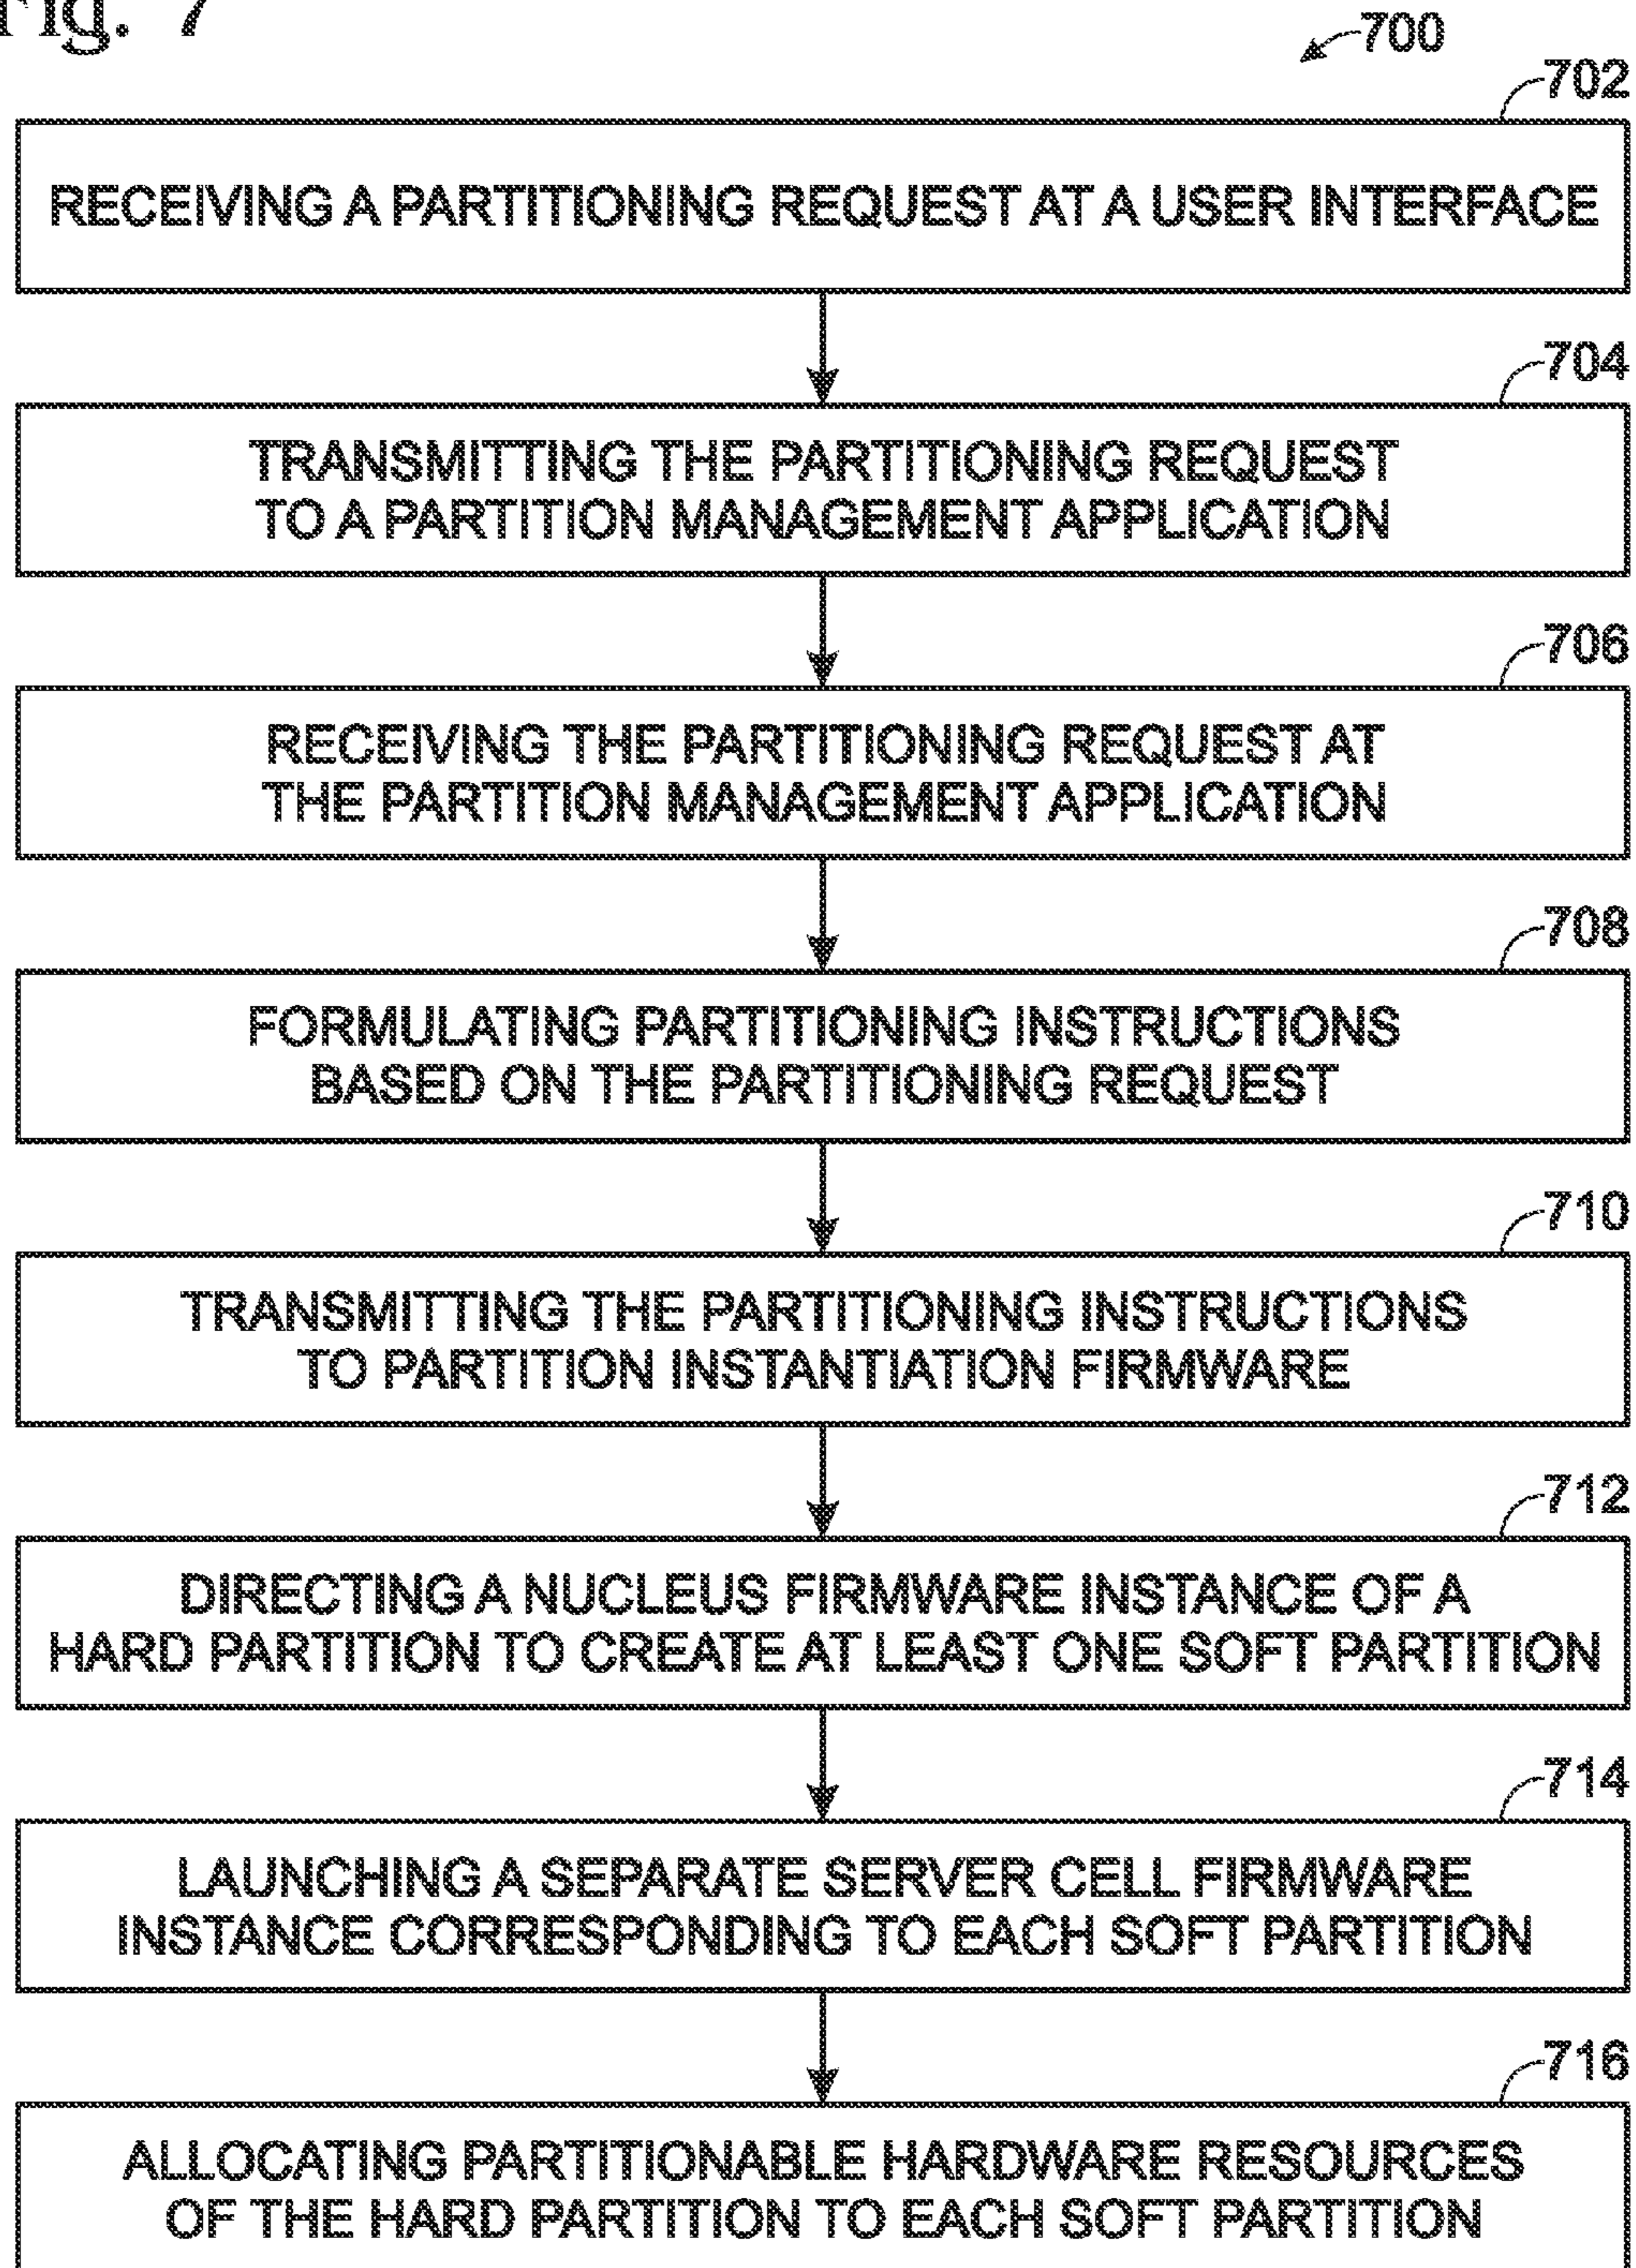 Fig. 7
700
702
RECEIVING A PARTITIONING REQUEST AT A USER INTERFACE
704
TRANSMITTING THE PARTITIONING REQUEST
TO A PARTITION MANAGEMENT APPLICATION
706
RECEIVING THE PARTITIONING REQUEST AT
THE PARTITION MANAGEMENT APPLICATION
708
FORMULATING PARTITIONING INSTRUCTIONS
BASED ON THE PARTITIONING REQUEST
710
TRANSMITTING THE PARTITIONING INSTRUCTIONS
TO PARTITION INSTANTIATION FIRMWARE
712
DIRECTING A NUCLEUS FIRMWARE INSTANCE OF A
HARD PARTITION TO CREATE AT LEAST ONE SOFT PARTITION
714
LAUNCHING A SEPARATE SERVER CELL FIRMWARE
INSTANCE CORRESPONDING TO EACH SOFT PARTITION
716
ALLOCATING PARTITIONABLE HARDWARE RESOURCES
OF THE HARD PARTITION TO EACH SOFT PARTITION